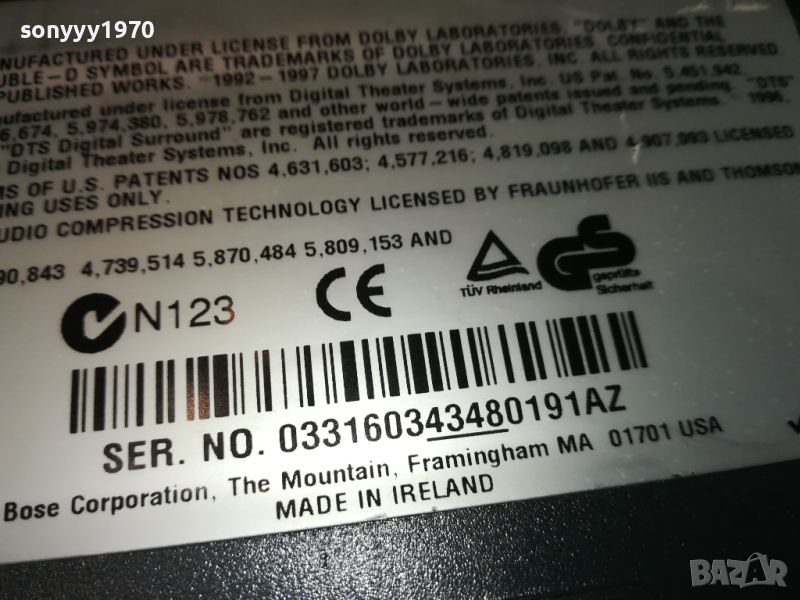 sonyyy1970
NUFACTURED UNDER LICENSE FROM DOLBY LABORATORIES. "DOLBY" AND THE
UBLE-D SYMBOL ARE TRADEMARKS OF DOLBY LABORATORIES. CONFIDENTIAL
PUBLISHED WORKS. 1992-1997 DOLBY LABORATORIES, INC. ALL RIGHTS RESERVED
ufactured under license from Digital Theater Systems, Inc. US Pat. No. 5,451,942,
6,674, 5,974,380, 5,978,762 and other world-wide patents issued and pending. "DTS"
"DTS Digital Surround" are registered trademarks of Digital Theater Systems. 1996,
Digital Theater Systems, Inc. All rights reserved.
MS OF U.S. PATENTS NOS 4,631,603; 4,577,216; 4,819,098 AND 4,907,093 LICENSED
NG USES ONLY.
UDIO COMPRESSION TECHNOLOGY LICENSED BY FRAUNHOFER IIS AND THOMSON
90,843 4,739,514 5,870,484 5,809,153 AND
N123
CE
TÜV Rheinland
geprüfte
Sicherheit
SER. NO. 033160343480191AZ
Bose Corporation, The Mountain, Framingham MA 01701 USA
MADE IN IRELAND
BAZAR